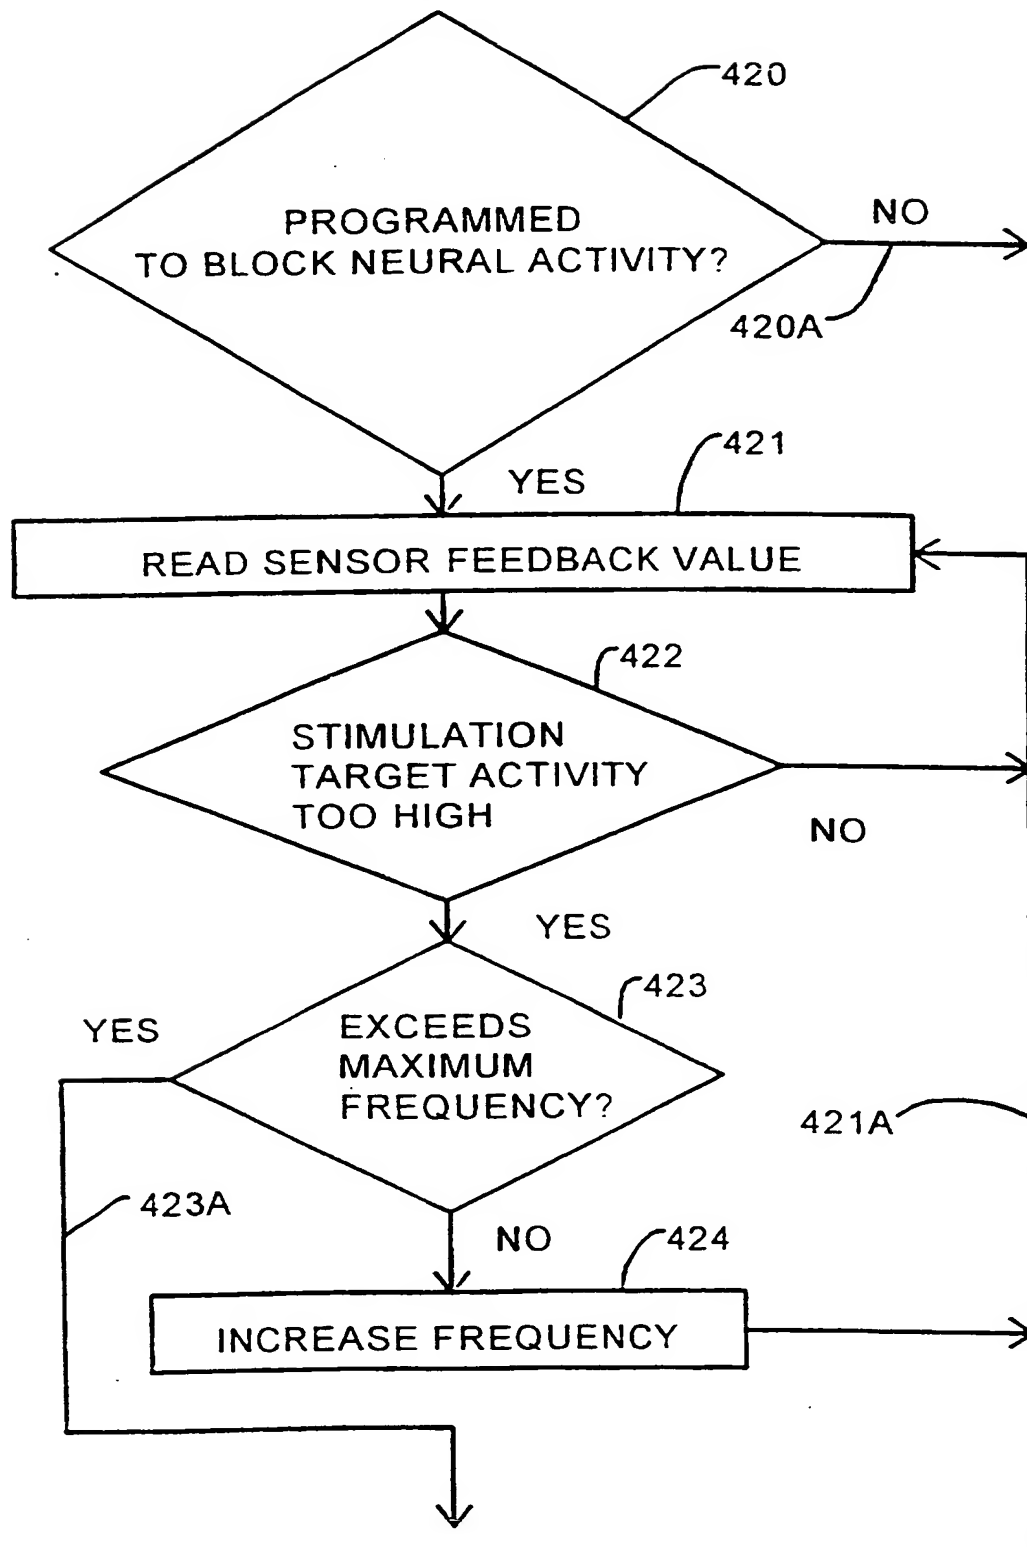 420
PROGRAMMED
TO BLOCK NEURAL ACTIVITY?
NO
420A
421
YES
READ SENSOR FEEDBACK VALUE
422
STIMULATION
TARGET ACTIVITY
TOO HIGH
NO
YES
423
YES
EXCEEDS
MAXIMUM
FREQUENCY?
421A
423A
NO
424
INCREASE FREQUENCY